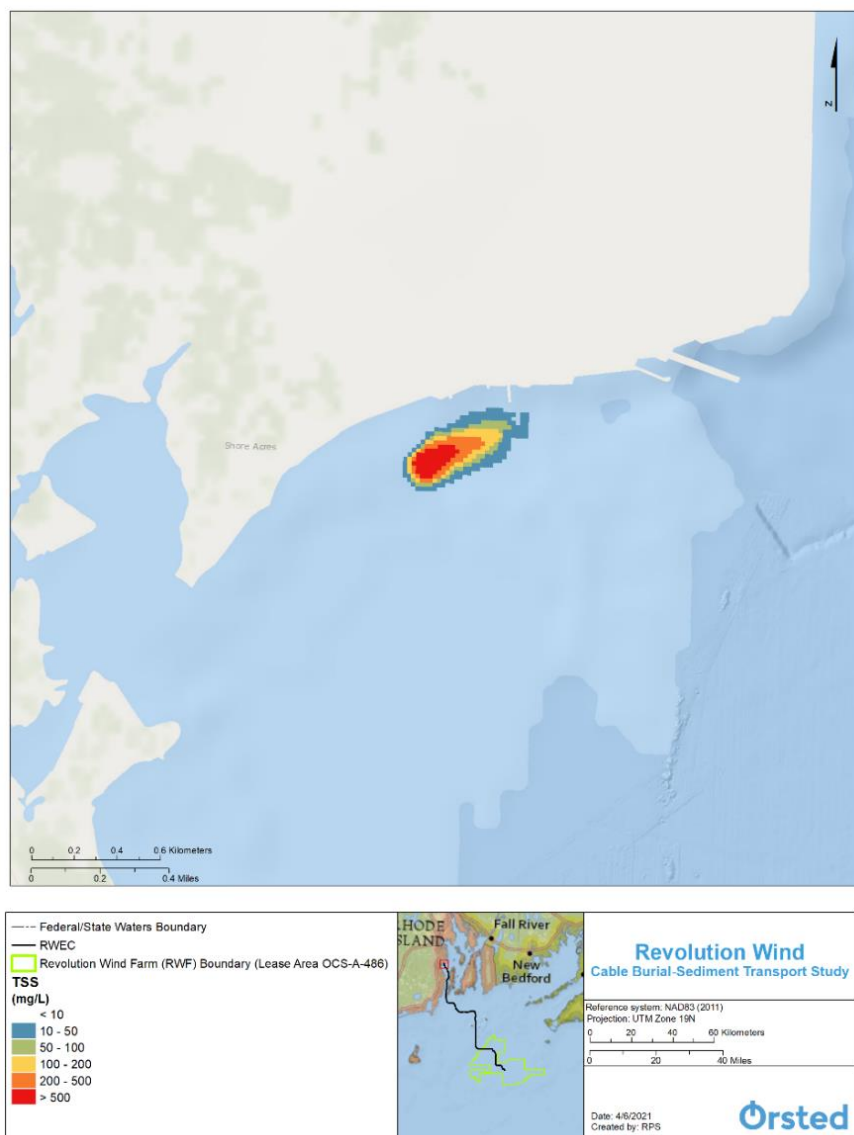 N
Shore Acres
0 0.2 0.4 0.6 Kilometers
0 0.2 0.4 Miles
Federal/State Waters Boundary
RWEC
Revolution Wind Farm (RWF) Boundary (Lease Area OCS-A-486)
TSS
(mg/L)
< 10
10 - 50
50 - 100
100 - 200
200 - 500
> 500
RHODE
ISLAND
Fall River
New
Bedford
Revolution Wind
Cable Burial-Sediment Transport Study
Reference system: NAD83 (2011)
Projection: UTM Zone 19N
0 20 40 60 Kilometers
0 20 40 Miles
Date: 4/6/2021
Created by: RPS
Ørsted